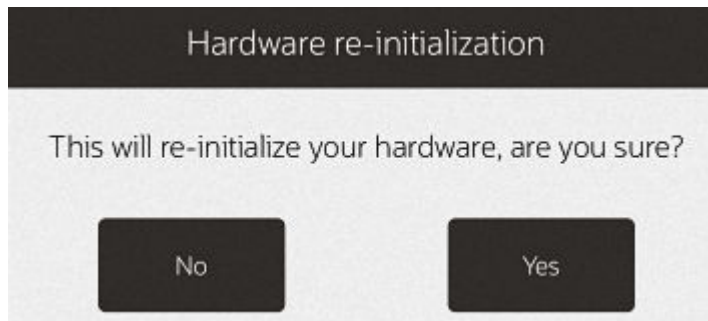 Hardware re-initialization
This will re-initialize your hardware, are you sure?
No
Yes